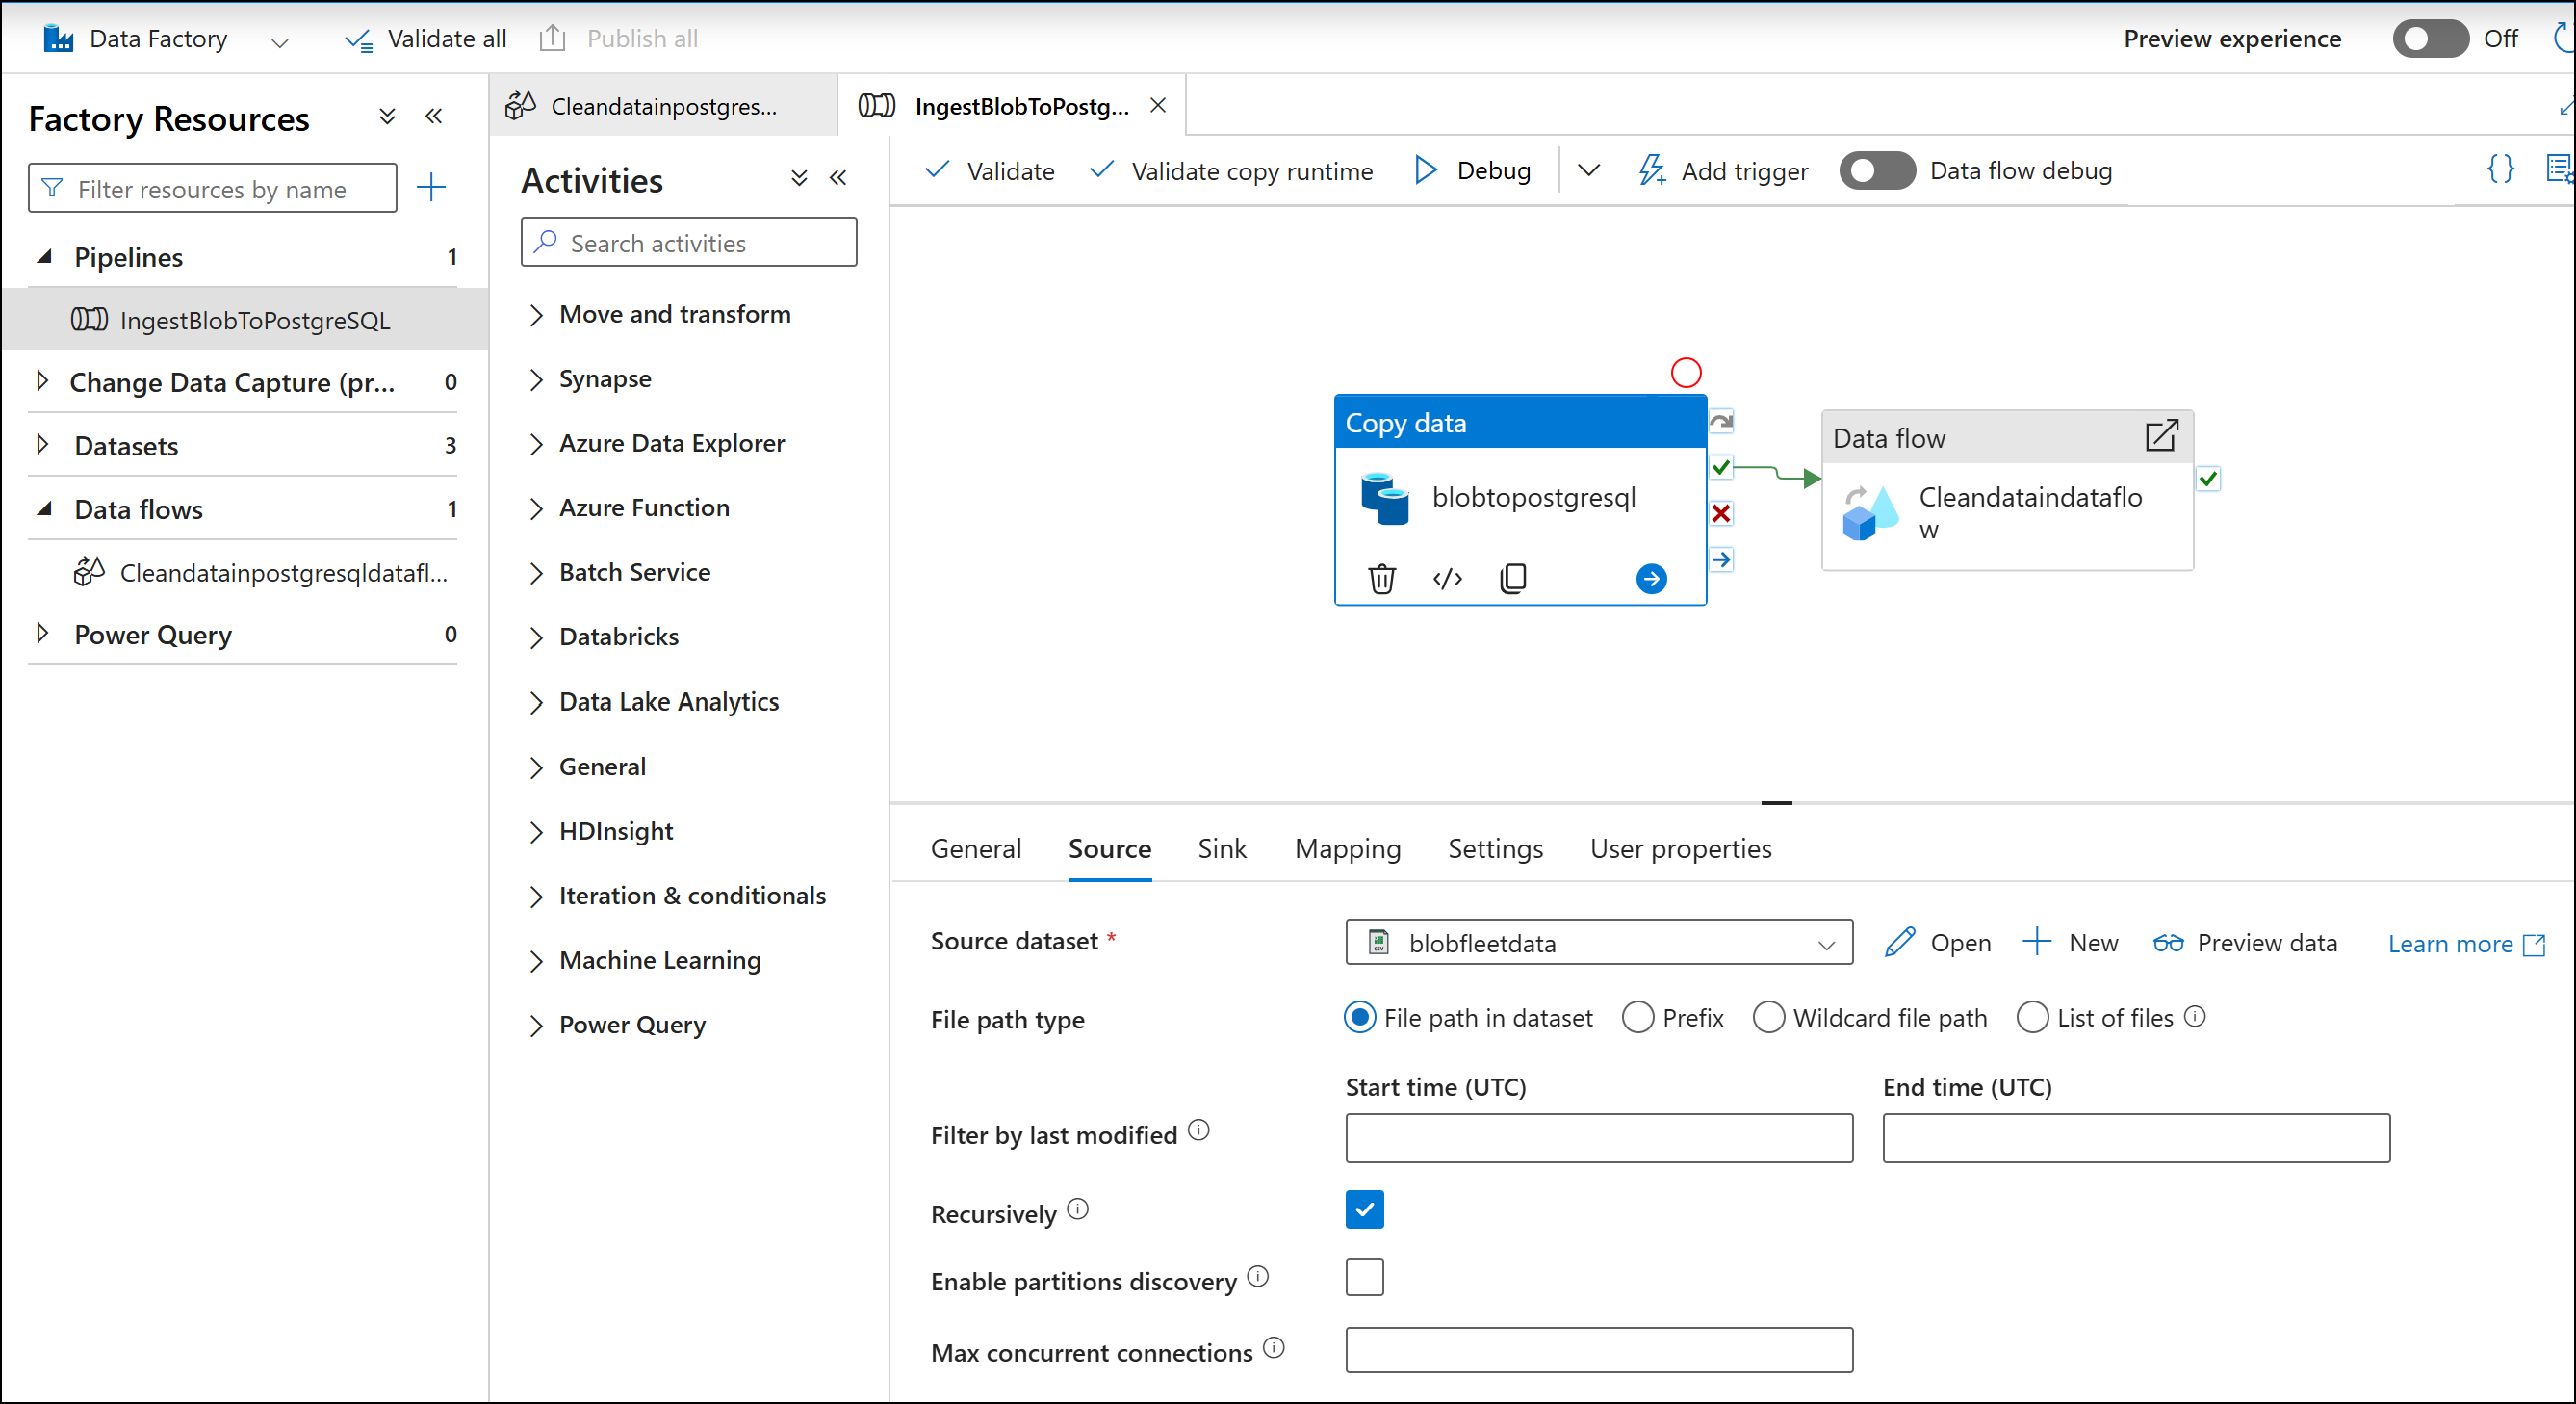 Data Factory
Validate all
Publish all
Preview experience
Off
Factory Resources
Filter resources by name
Pipelines 1
IngestBlobToPostgreSQL
Change Data Capture (pr... 0
Datasets 3
Data flows 1
Cleandatainpostgresqldatafl...
Power Query 0
Cleandatainpostgres...
IngestBlobToPostg...
Activities
Search activities
Move and transform
Synapse
Azure Data Explorer
Azure Function
Batch Service
Databricks
Data Lake Analytics
General
HDInsight
Iteration & conditionals
Machine Learning
Power Query
Validate
Validate copy runtime
Debug
Add trigger
Data flow debug
{}
Copy data
blobtopostgresql
</>
Data flow
Cleandataindataflo
w
General
Source
Sink
Mapping
Settings
User properties
Source dataset *
blobfleetdata
Open
New
Preview data
Learn more
File path type
File path in dataset
Prefix
Wildcard file path
List of files
Start time (UTC)
End time (UTC)
Filter by last modified
Recursively
Enable partitions discovery
Max concurrent connections